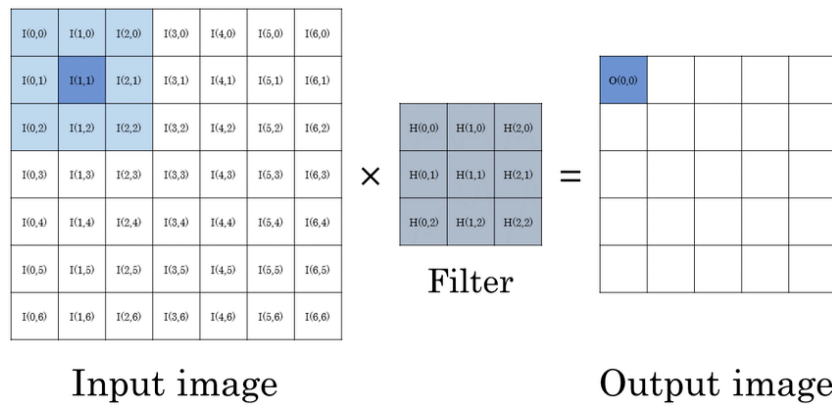 I(0,0) I(1,0) I(2,0) I(3,0) I(4,0) I(5,0) I(6,0)
I(0,1) I(1,1) I(2,1) I(3,1) I(4,1) I(5,1) I(6,1)
I(0,2) I(1,2) I(2,2) I(3,2) I(4,2) I(5,2) I(6,2)
I(0,3) I(1,3) I(2,3) I(3,3) I(4,3) I(5,3) I(6,3)
I(0,4) I(1,4) I(2,4) I(3,4) I(4,4) I(5,4) I(6,4)
I(0,5) I(1,5) I(2,5) I(3,5) I(4,5) I(5,5) I(6,5)
I(0,6) I(1,6) I(2,6) I(3,6) I(4,6) I(5,6) I(6,6)
Input image
×
H(0,0) H(1,0) H(2,0)
H(0,1) H(1,1) H(2,1)
H(0,2) H(1,2) H(2,2)
Filter
=
O(0,0)
Output image